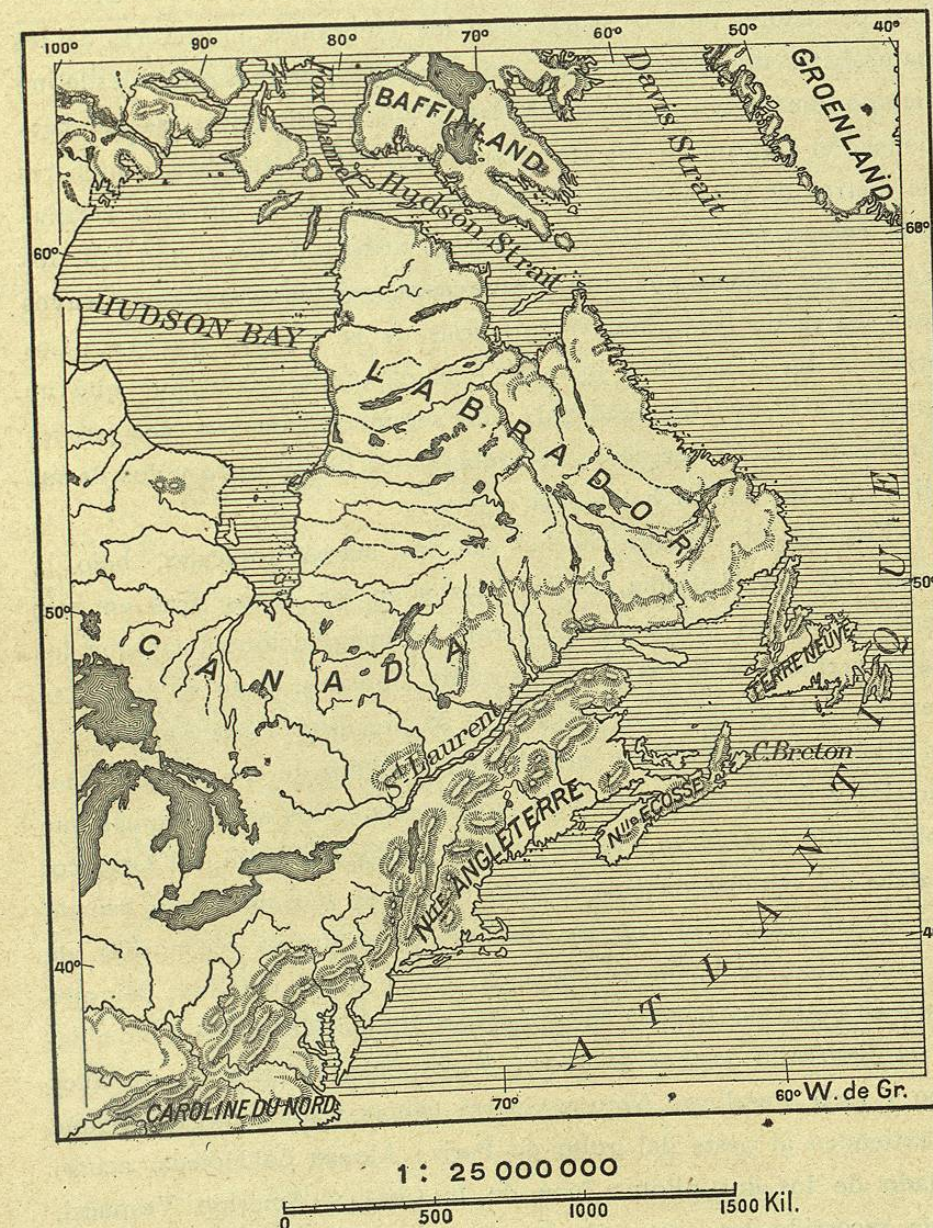 100° 90° 80° 70° 60° 50° 40°
Fox Channel
BAFFINLAND
Davis Strait
GROENLAND
Hudson Strait
60° 60°
HUDSON BAY
LABRADOR
50° 50°
CANADA
TERRE NEUVE
St Laurent
C. Breton
Nlle ECOSSE
Nlle ANGLETERRE
ATLANTIQUE
40° 4
CAROLINE DU NORD
70° 60° W. de Gr.
1 : 25 000 000
0 500 1000 1500 Kil.